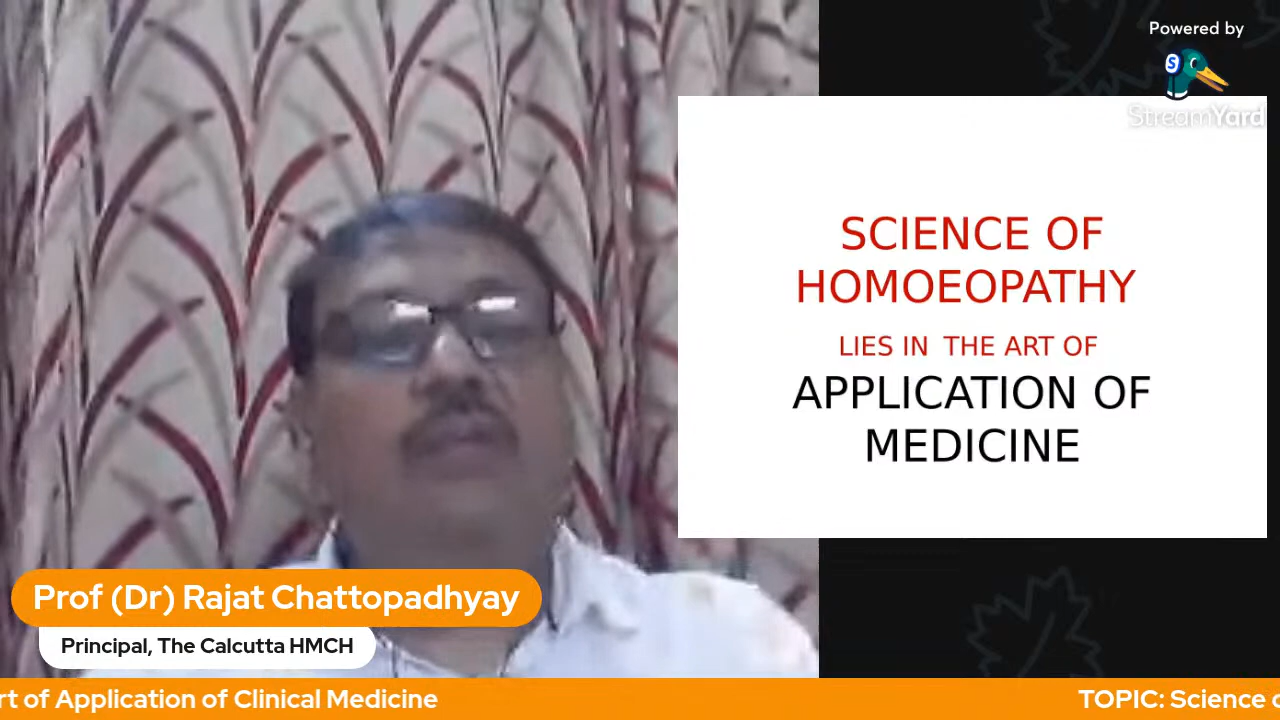 Powered by
S
StreamYard
SCIENCE OF
HOMOEOPATHY
LIES IN THE ART OF
APPLICATION OF
MEDICINE
Prof (Dr) Rajat Chattopadhyay
Principal, The Calcutta HMCH
rt of Application of Clinical Medicine
TOPIC: Science o